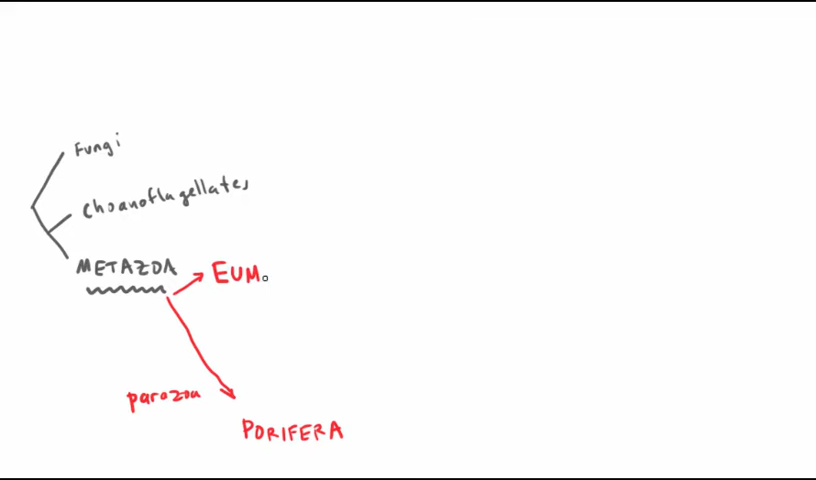 Fungi
Choanoflagellates
METAZOA
EUM
parazoa
PORIFERA